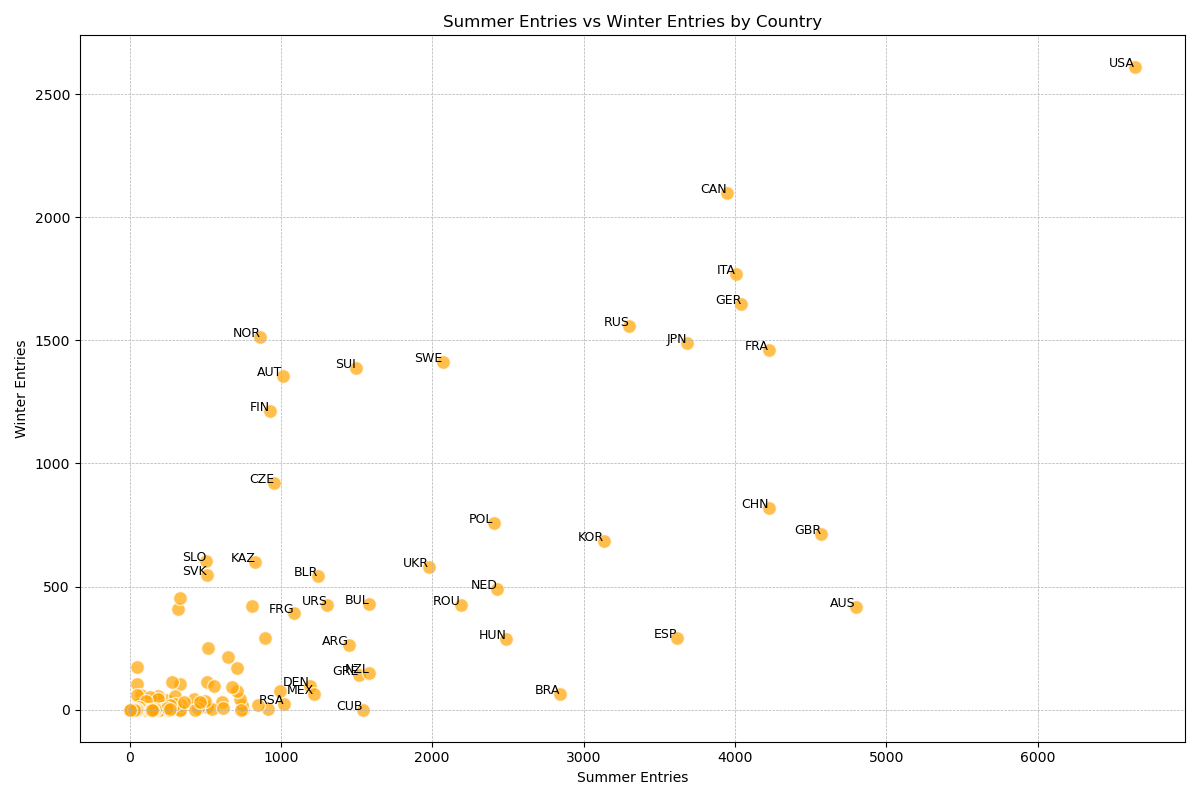 Summer Entries vs Winter Entries by Country
USA
2500
CAN
2000
ITA
GER
RUS
NOR
JPN
1500
FRA
SWE
SUI
AUT
FIN
Winter Entries
1000
CZE
CHN
POL
GBR
KOR
SLO
KAZ
UKR
SVK
BLR
NED
500
URS
BUL
ROU
AUS
FRG
HUN
ESP
ARG
NZL
GRE
DEN
MEX
BRA
RSA
CUB
0
0 1000 2000 3000 4000 5000 6000
Summer Entries